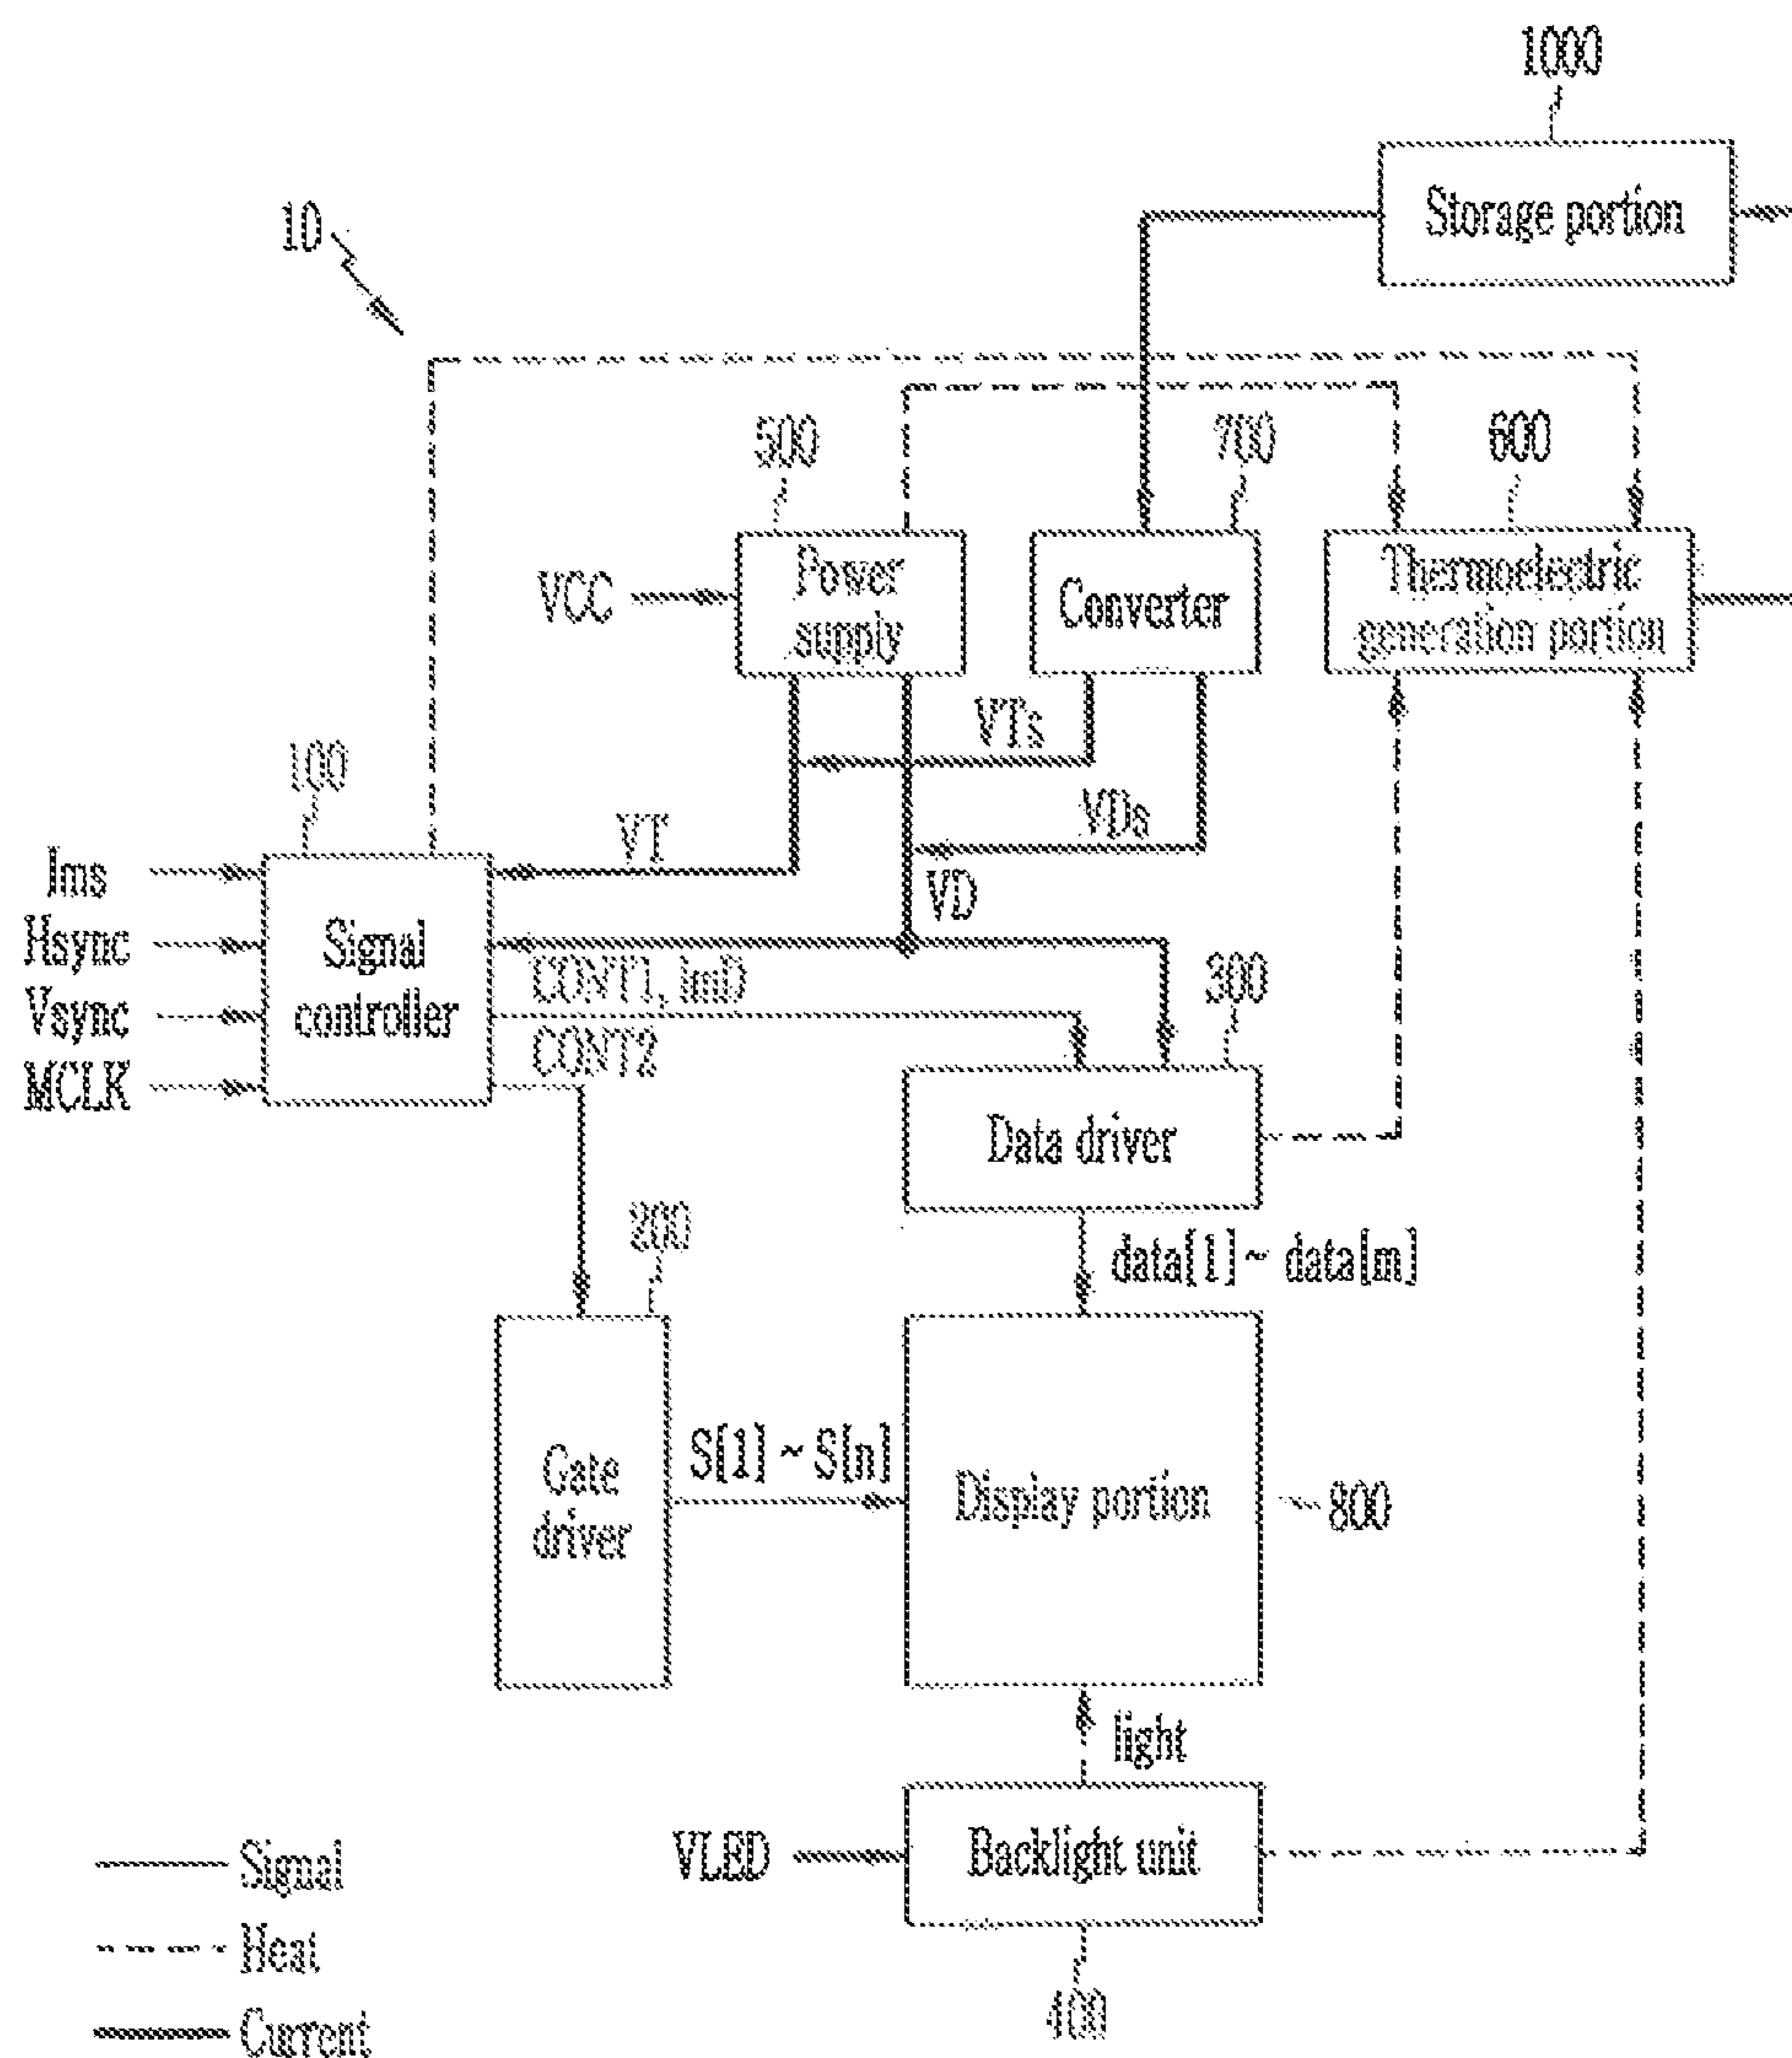 1000
Storage portion
10
500
700
600
VCC
Power
supply
Converter
Thermoelectric
generation portion
VTs
100
VT
VDs
VD
Ims
Hsync
Vsync
MCLK
Signal
controller
CONT1, imD
CONT2
300
Data driver
200
data[1] ~ data[m]
Gate
driver
S[1] ~ S[n]
Display portion
800
light
VLED
Backlight unit
400
Signal
Heat
Current